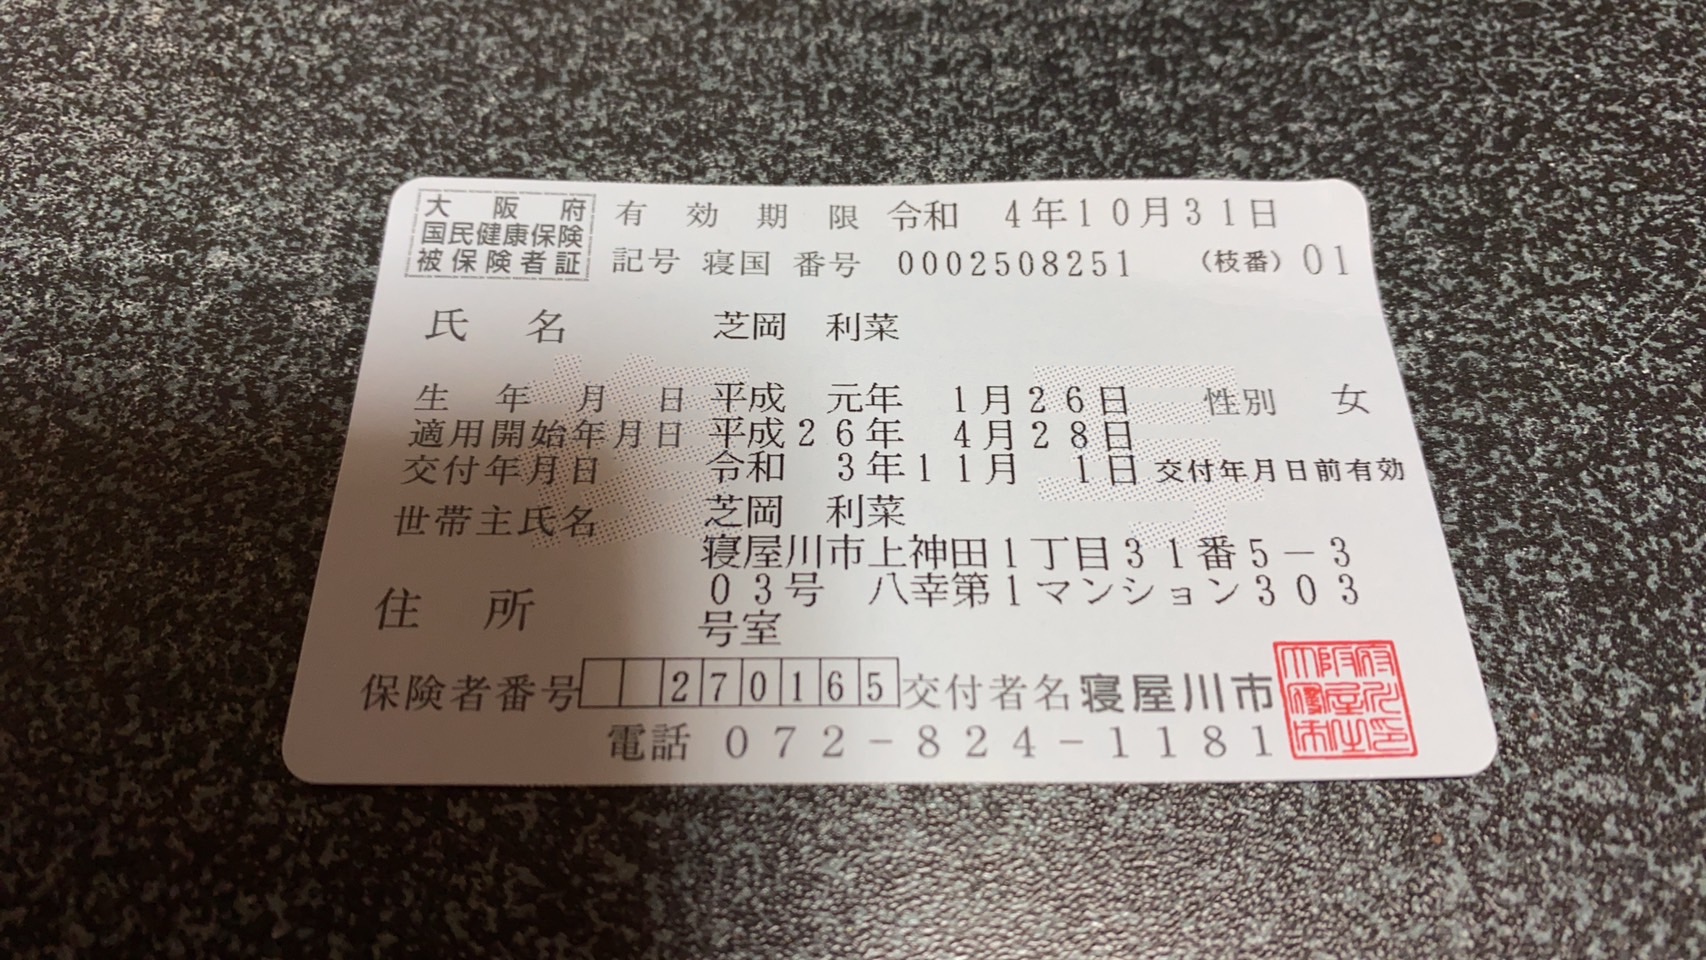 大阪府
国民健康保険
被保険者証
有効期限 令和 4年10月31日
記号 寝国 番号 0002508251 (枝番) 01
氏名 芝岡 利菜
生年月日 平成 元年 1月26日 性別 女
適用開始年月日 平成26年 4月28日
交付年月日 令和 3年11月 1日 交付年月日前有効
世帯主氏名 芝岡 利菜
寝屋川市上神田1丁目31番5-3
住所 03号 八幸第1マンション303
号室
保険者番号 270165 交付者名 寝屋川市
電話 072-824-1181